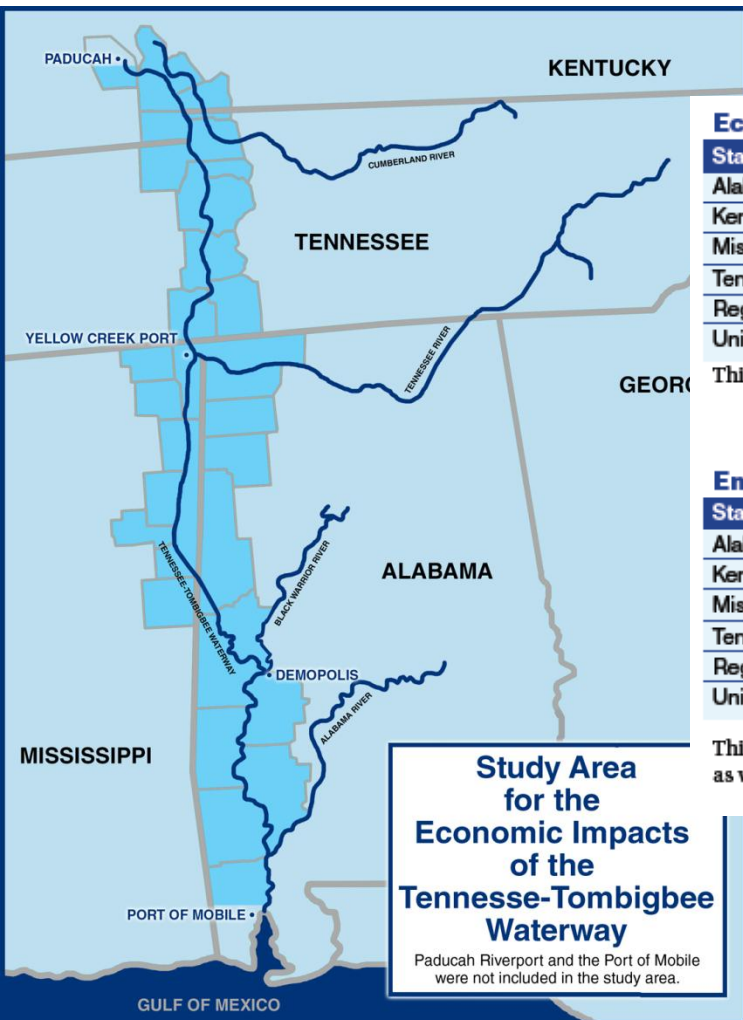 PADUCAH
KENTUCKY
CUMBERLAND RIVER
TENNESSEE
YELLOW CREEK PORT
TENNESSEE RIVER
TENNESSEE-TOMBIGBEE WATERWAY
BLACK WARRIOR RIVER
ALABAMA
DEMOPOLIS
ALABAMA RIVER
MISSISSIPPI
PORT OF MOBILE
GULF OF MEXICO
Study Area
for the
Economic Impacts
of the
Tennesse-Tombigbee
Waterway
Paducah Riverport and the Port of Mobile
were not included in the study area.